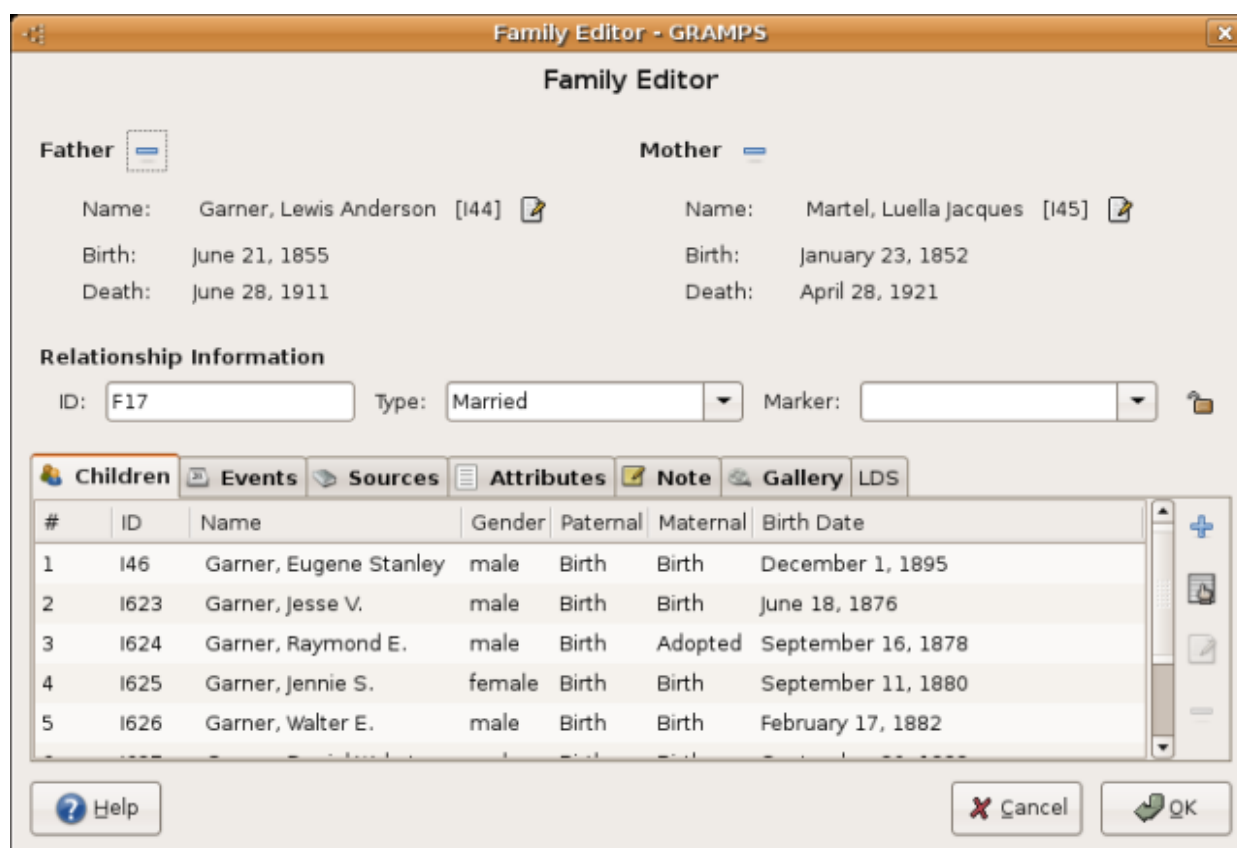 Family Editor - GRAMPS
Family Editor
Father Mother
Name: Garner, Lewis Anderson [I44] Name: Martel, Luella Jacques [I45]
Birth: June 21, 1855 Birth: January 23, 1852
Death: June 28, 1911 Death: April 28, 1921
Relationship Information
ID: F17 Type: Married Marker:
Children Events Sources Attributes Note Gallery LDS
# ID Name Gender Paternal Maternal Birth Date
1 I46 Garner, Eugene Stanley male Birth Birth December 1, 1895
2 I623 Garner, Jesse V. male Birth Birth June 18, 1876
3 I624 Garner, Raymond E. male Birth Adopted September 16, 1878
4 I625 Garner, Jennie S. female Birth Birth September 11, 1880
5 I626 Garner, Walter E. male Birth Birth February 17, 1882
Help Cancel OK